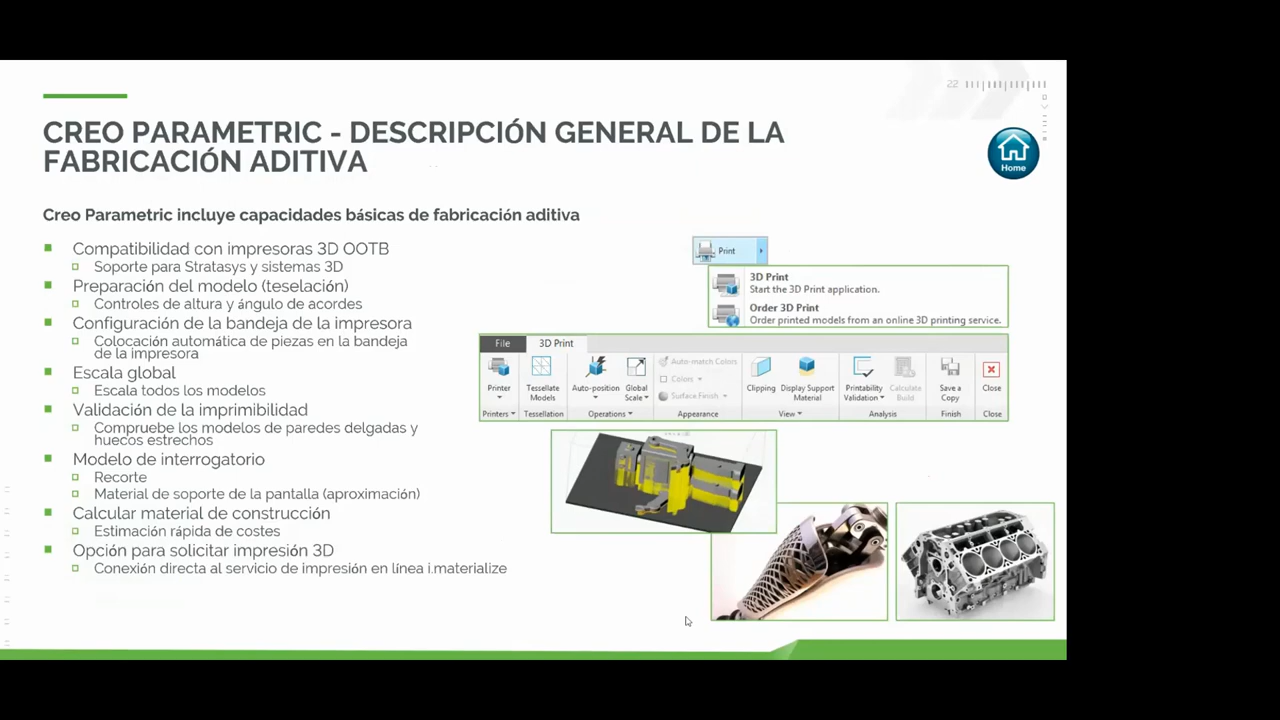 22
CREO PARAMETRIC - DESCRIPCIÓN GENERAL DE LA
FABRICACIÓN ADITIVA
Home
Creo Parametric incluye capacidades básicas de fabricación aditiva
Compatibilidad con impresoras 3D OOTB
Soporte para Stratasys y sistemas 3D
Preparación del modelo (teselación)
Controles de altura y ángulo de acordes
Configuración de la bandeja de la impresora
Colocación automática de piezas en la bandeja
de la impresora
Escala global
Escala todos los modelos
Validación de la imprimibilidad
Compruebe los modelos de paredes delgadas y
huecos estrechos
Modelo de interrogatorio
Recorte
Material de soporte de la pantalla (aproximación)
Calcular material de construcción
Estimación rápida de costes
Opción para solicitar impresión 3D
Conexión directa al servicio de impresión en línea i.materialize
Print
3D Print
Start the 3D Print application.
Order 3D Print
Order printed models from an online 3D printing service.
File 3D Print
Printer
Tessellate
Models
Auto-position
Global
Scale
Auto-match Colors
Colors
Surface Finish
Clipping
Display Support
Material
Printability
Validation
Calculate
Build
Save a
Copy
Close
Printers Tessellation Operations Appearance View Analysis Finish Close